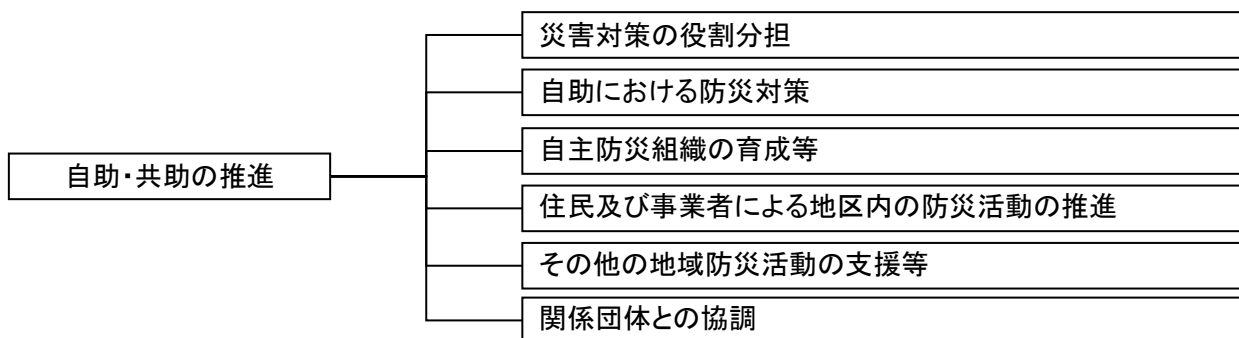 自助・共助の推進
災害対策の役割分担
自助における防災対策
自主防災組織の育成等
住民及び事業者による地区内の防災活動の推進
その他の地域防災活動の支援等
関係団体との協調